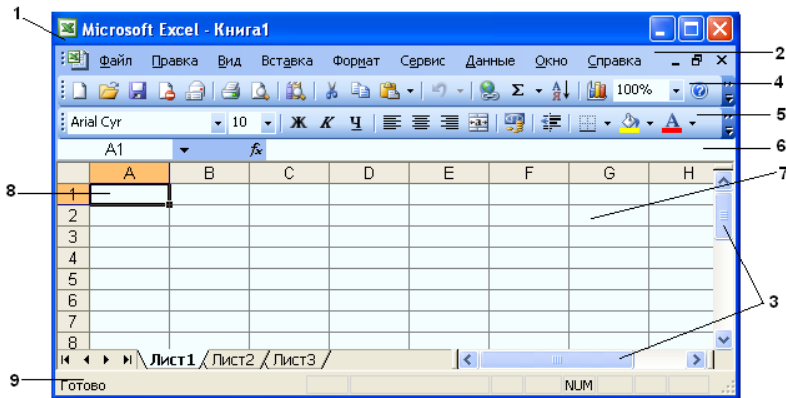 1
Microsoft Excel - Книга1
Файл Правка Вид Вставка Формат Сервис Данные Окно Справка
2
Σ 100% ?
4
Arial Cyr 10 Ж К Ч A
5
A1 fx
6
A B C D E F G H
7
8
1
2
3
4
5
6
7
8
3
Лист1 Лист2 Лист3
9
Готово NUM